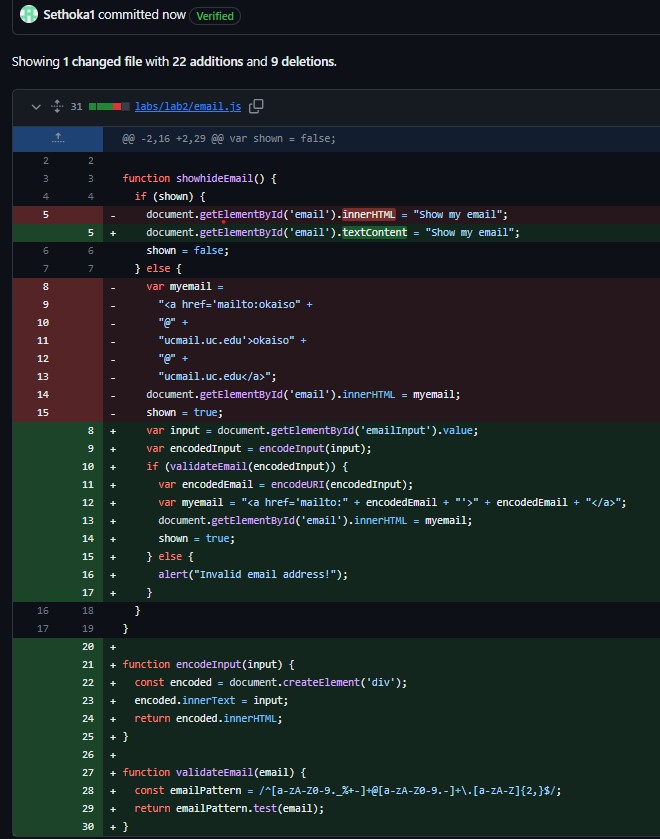 Sethoka1 committed now Verified
Showing 1 changed file with 22 additions and 9 deletions.
31 labs/lab2/email.js
@@ -2,16 +2,29 @@ var shown = false;
2 2
3 3 function showhideEmail() {
4 4 if (shown) {
5 - document.getElementById('email').innerHTML = "Show my email";
5 + document.getElementById('email').textContent = "Show my email";
6 6 shown = false;
7 7 } else {
8 - var myemail =
9 - "<a href='mailto:okaiso" +
10 - "@" +
11 - "ucmail.uc.edu'>okaiso" +
12 - "@" +
13 - "ucmail.uc.edu</a>";
14 - document.getElementById('email').innerHTML = myemail;
15 - shown = true;
8 + var input = document.getElementById('emailInput').value;
9 + var encodedInput = encodeInput(input);
10 + if (validateEmail(encodedInput)) {
11 + var encodedEmail = encodeURI(encodedInput);
12 + var myemail = "<a href='mailto:" + encodedEmail + "'>" + encodedEmail + "</a>";
13 + document.getElementById('email').innerHTML = myemail;
14 + shown = true;
15 + } else {
16 + alert("Invalid email address!");
17 + }
16 18 }
17 19 }
20 +
21 + function encodeInput(input) {
22 + const encoded = document.createElement('div');
23 + encoded.innerText = input;
24 + return encoded.innerHTML;
25 + }
26 +
27 + function validateEmail(email) {
28 + const emailPattern = /^[a-zA-Z0-9._%+-]+@[a-zA-Z0-9.-]+\.[a-zA-Z]{2,}$/;
29 + return emailPattern.test(email);
30 + }